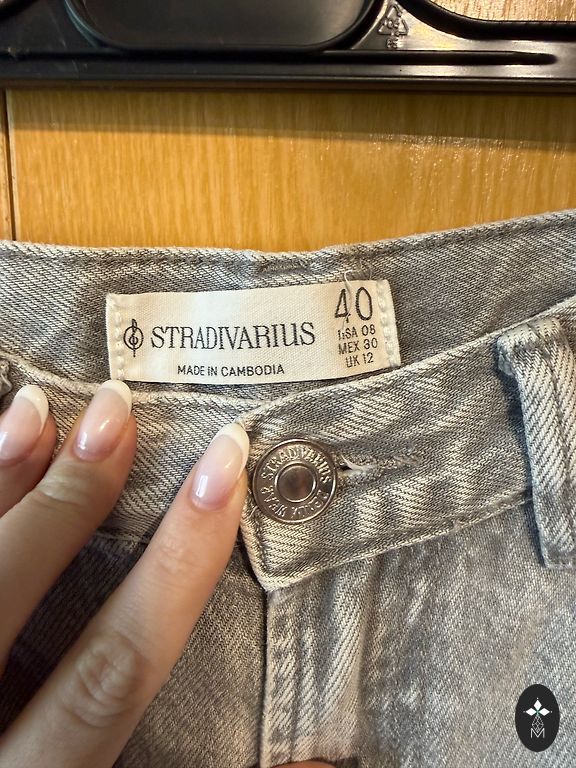 STRADIVARIUS
MADE IN CAMBODIA
40
USA 08
MEX 30
UK 12
STRADIVARIUS
M